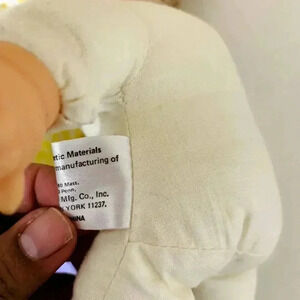 tic Materials
manufacturing of
Mass.
Penn.
Mfg. Co., Inc.
YORK 11237.
INA